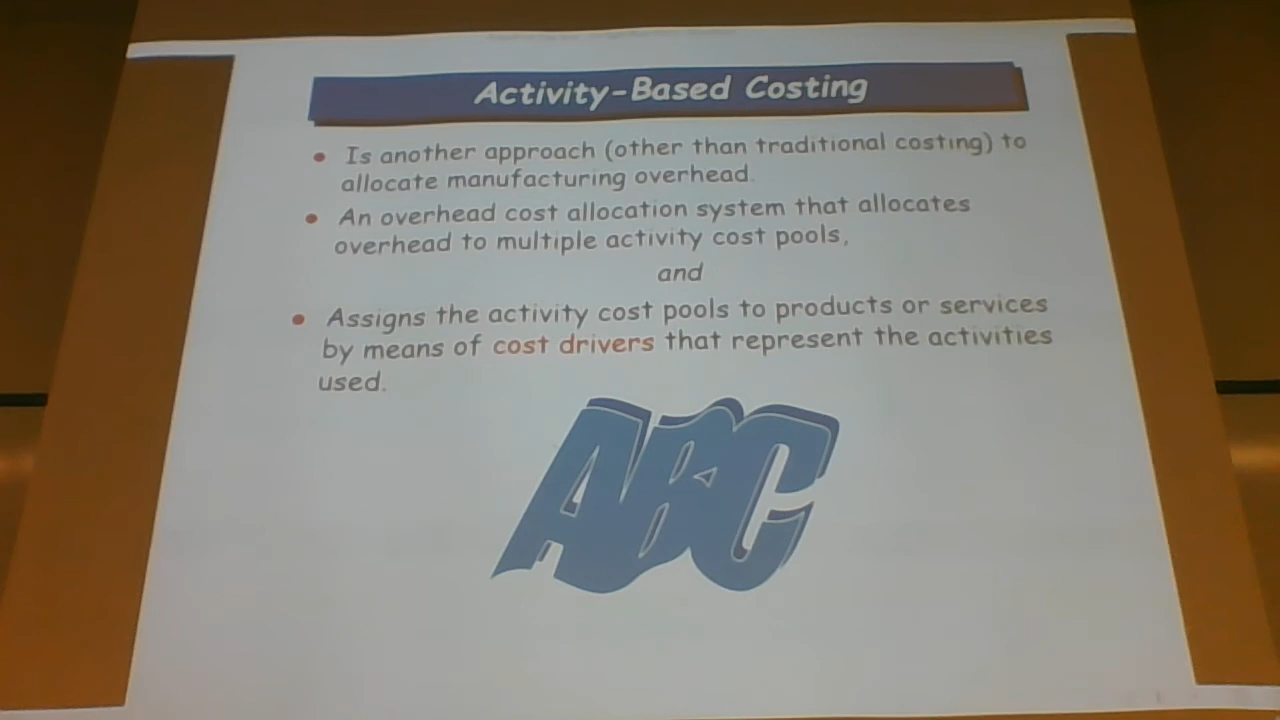 Activity-Based Costing
• Is another approach (other than traditional costing) to
allocate manufacturing overhead.
• An overhead cost allocation system that allocates
overhead to multiple activity cost pools,
and
• Assigns the activity cost pools to products or services
by means of cost drivers that represent the activities
used.
ABC